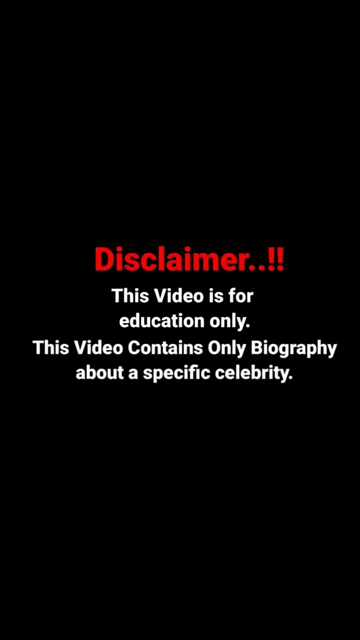 Disclaimer..!!
This Video is for
education only.
This Video Contains Only Biography
about a specific celebrity.